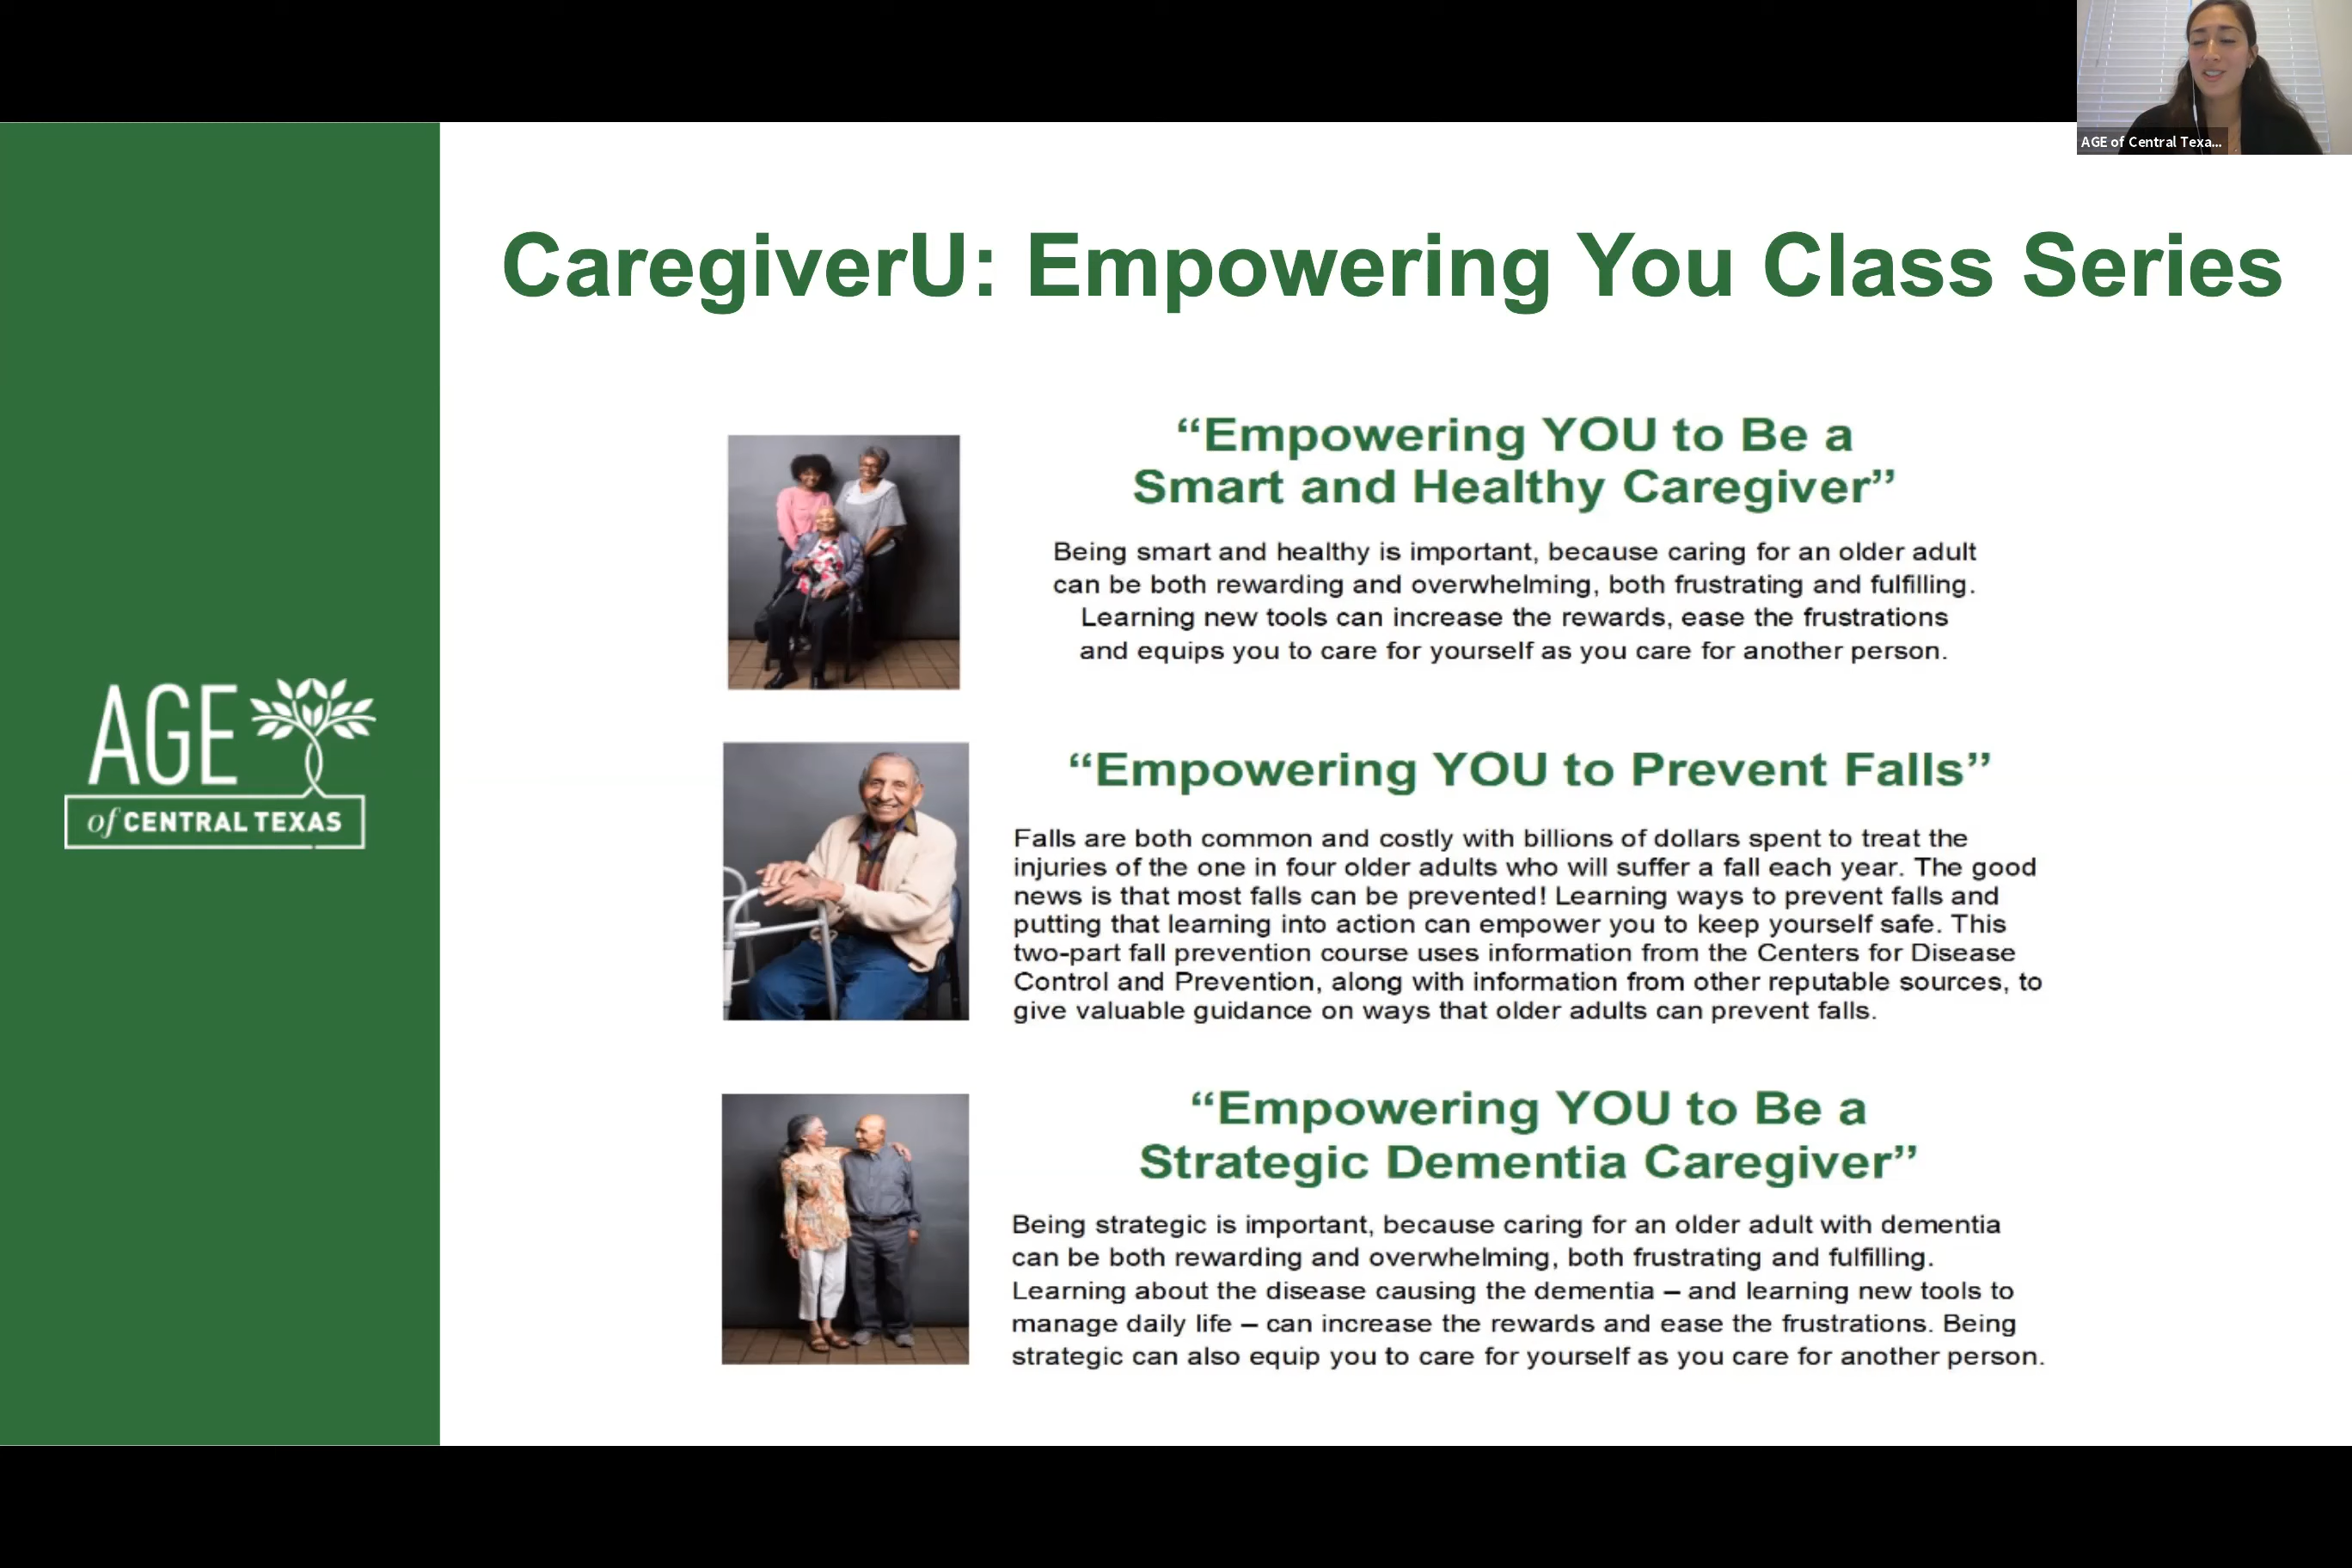 AGE of Central Texa...
CaregiverU: Empowering You Class Series
“Empowering YOU to Be a
Smart and Healthy Caregiver”
Being smart and healthy is important, because caring for an older adult
can be both rewarding and overwhelming, both frustrating and fulfilling.
Learning new tools can increase the rewards, ease the frustrations
and equips you to care for yourself as you care for another person.
AGE
of CENTRAL TEXAS
“Empowering YOU to Prevent Falls”
Falls are both common and costly with billions of dollars spent to treat the
injuries of the one in four older adults who will suffer a fall each year. The good
news is that most falls can be prevented! Learning ways to prevent falls and
putting that learning into action can empower you to keep yourself safe. This
two-part fall prevention course uses information from the Centers for Disease
Control and Prevention, along with information from other reputable sources, to
give valuable guidance on ways that older adults can prevent falls.
“Empowering YOU to Be a
Strategic Dementia Caregiver”
Being strategic is important, because caring for an older adult with dementia
can be both rewarding and overwhelming, both frustrating and fulfilling.
Learning about the disease causing the dementia – and learning new tools to
manage daily life – can increase the rewards and ease the frustrations. Being
strategic can also equip you to care for yourself as you care for another person.